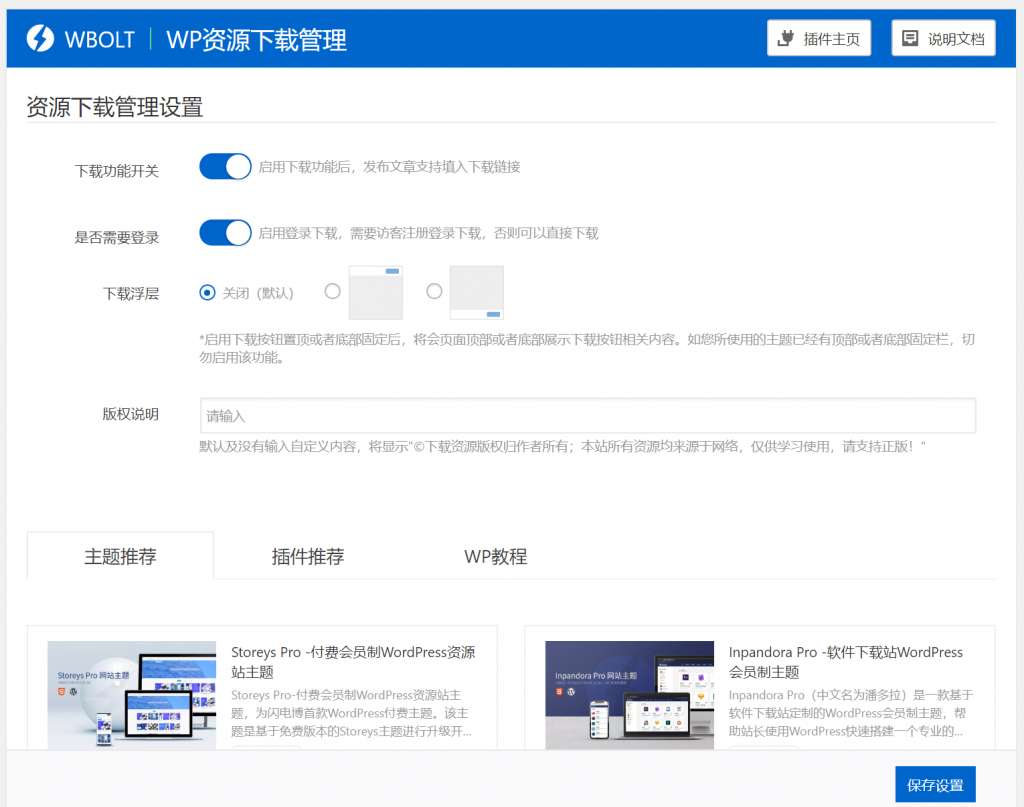 WBOLT | WP资源下载管理
插件主页
说明文档
资源下载管理设置
下载功能开关
启用下载功能后，发布文章支持填入下载链接
是否需要登录
启用登录下载，需要访客注册登录下载，否则可以直接下载
下载浮层
关闭（默认）
*启用下载按钮置顶或者底部固定后，将会页面顶部或者底部展示下载按钮相关内容。如您所使用的主题已经有顶部或者底部固定栏，切
勿启用该功能。
版权说明
请输入
默认及没有输入自定义内容，将显示"©下载资源版权归作者所有；本站所有资源均来源于网络，仅供学习使用，请支持正版！"
主题推荐
插件推荐
WP教程
Storeys Pro 网站主题
Storeys Pro -付费会员制WordPress资源
站主题
Storeys Pro-付费会员制WordPress资源站主
题，为闪电博首款WordPress付费主题。该主
题是基于免费版本的Storeys主题进行升级开...
Inpandora Pro 网站主题
Inpandora Pro -软件下载站WordPress
会员制主题
Inpandora Pro（中文名为潘多拉）是一款基于
软件下载站定制的WordPress会员制主题，帮
助站长使用WordPress快速搭建一个专业的...
保存设置